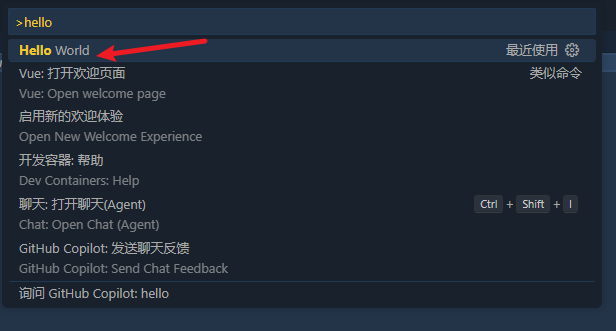 >hello
Hello World 最近使用
Vue: 打开欢迎页面 类似命令
Vue: Open welcome page
启用新的欢迎体验
Open New Welcome Experience
开发容器: 帮助
Dev Containers: Help
聊天: 打开聊天(Agent) Ctrl + Shift + I
Chat: Open Chat (Agent)
GitHub Copilot: 发送聊天反馈
GitHub Copilot: Send Chat Feedback
询问 GitHub Copilot: hello